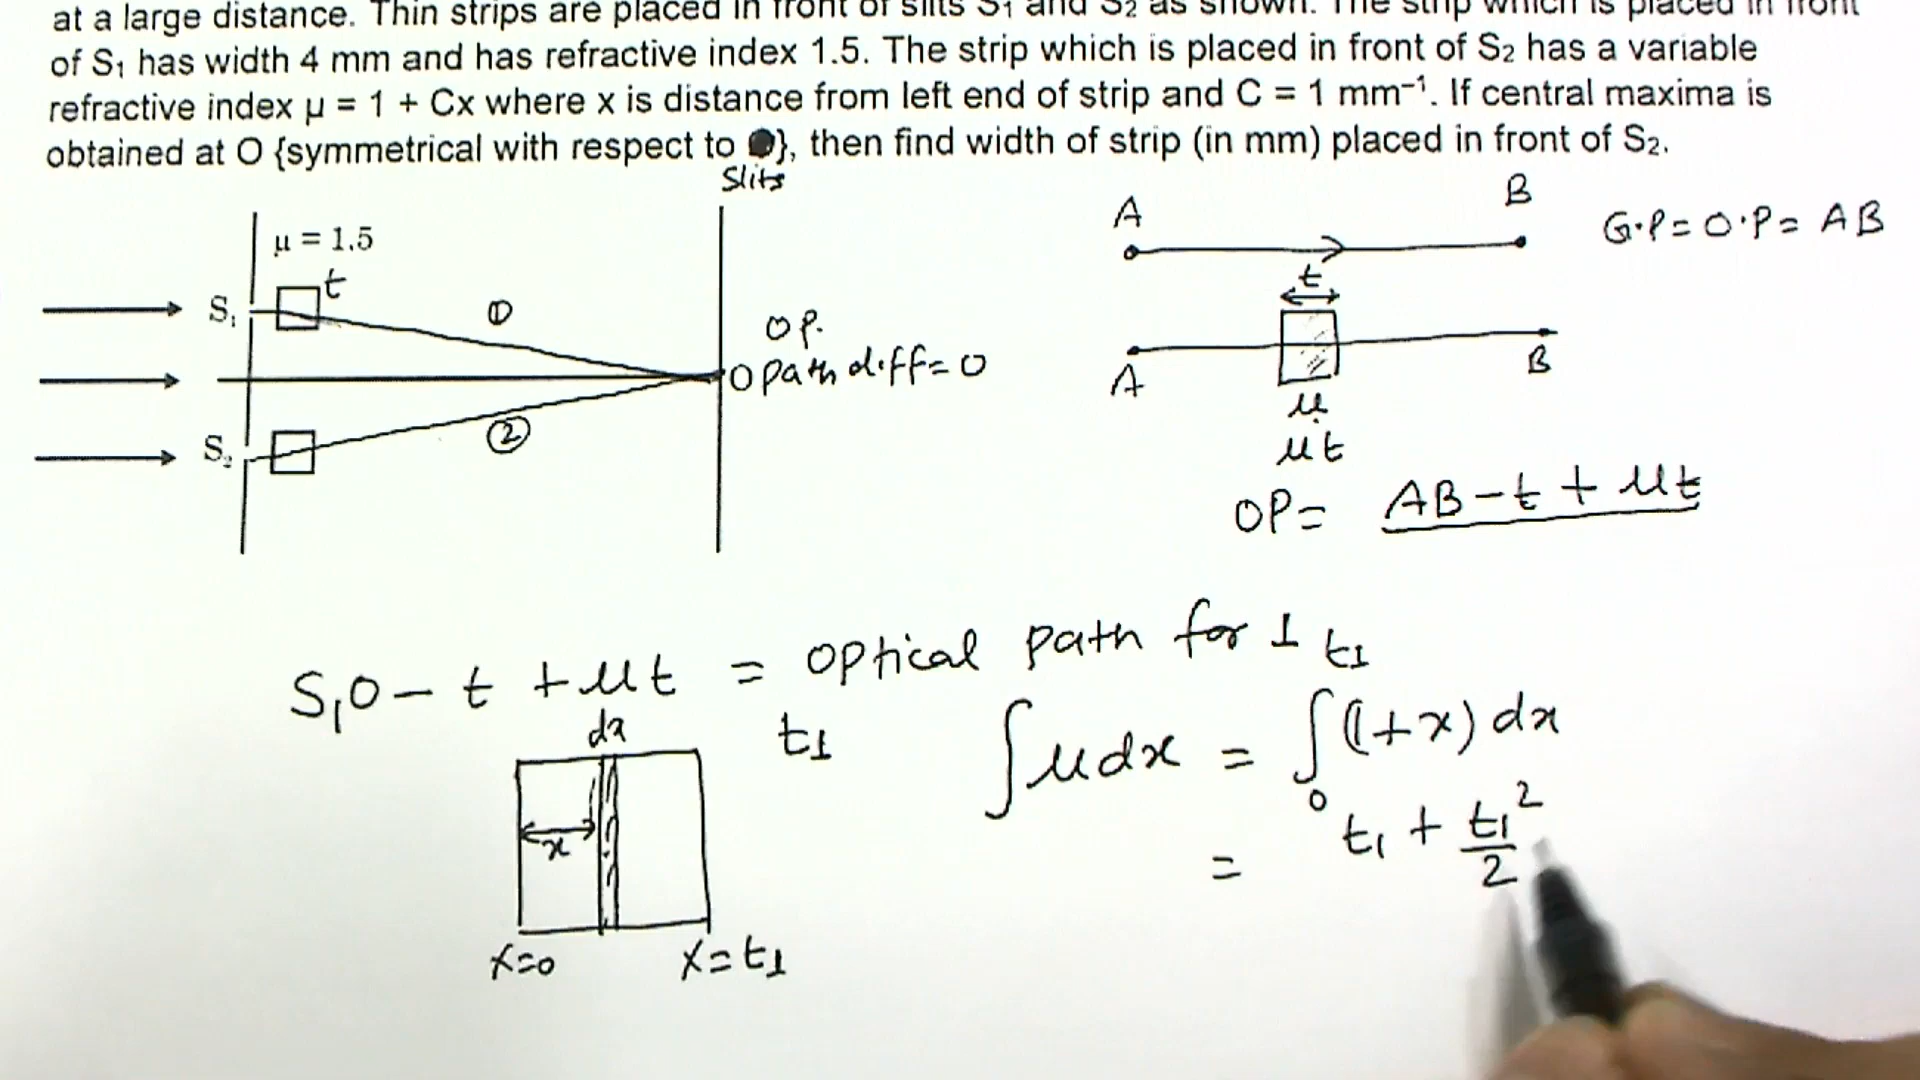 at a large distance. Thin strips are placed in front of slits S₁ and S₂ as shown. The strip which is placed in front
of S₁ has width 4 mm and has refractive index 1.5. The strip which is placed in front of S₂ has a variable
refractive index μ = 1 + Cx where x is distance from left end of strip and C = 1 mm⁻¹. If central maxima is
obtained at O {symmetrical with respect to }, then find width of strip (in mm) placed in front of S₂.
Slits
μ = 1.5
t
S₁
①
S₂
②
O.P.
O path diff = 0
A
B
G.P = O.P = AB
t
A
B
μ
μt
OP = AB - t + μt
S₁O - t + μt = optical path for 1
dx
t₁
x
x=0
x=t₁
∫μdx = ∫₀^t₁ (1+x) dx
= t₁ + t₁²/2